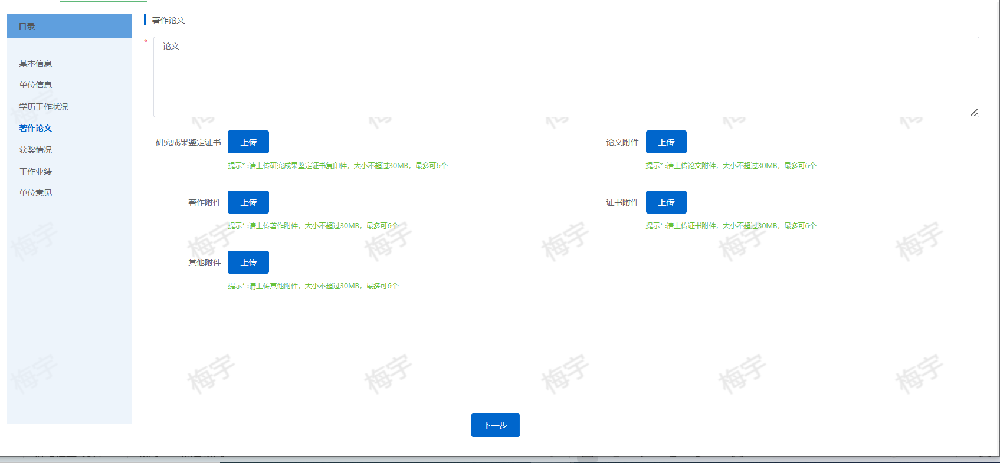 目录
基本信息
单位信息
学历工作状况
著作论文
获奖情况
工作业绩
单位意见
著作论文
*
论文
研究成果鉴定证书 上传
提示* :请上传研究成果鉴定证书复印件，大小不超过30MB，最多可6个
论文附件 上传
提示* :请上传论文附件，大小不超过30MB，最多可6个
著作附件 上传
提示* :请上传著作附件，大小不超过30MB，最多可6个
证书附件 上传
提示* :请上传证书附件，大小不超过30MB，最多可6个
其他附件 上传
提示* :请上传其他附件，大小不超过30MB，最多可6个
梅宇 梅宇 梅宇 梅宇 梅宇 梅宇
梅宇 梅宇 梅宇 梅宇 梅宇 梅宇
下一步